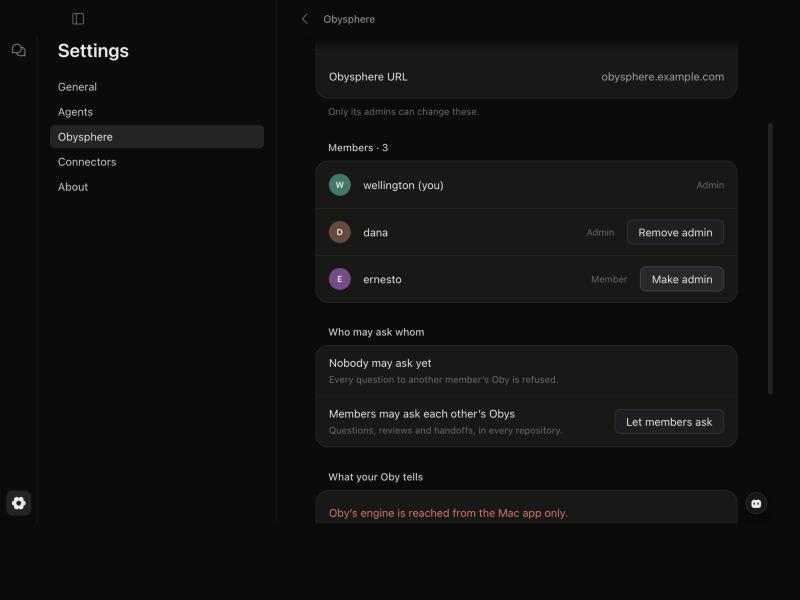 Obysphere
Settings
General
Agents
Obysphere
Connectors
About
Obysphere URL
obysphere.example.com
Only its admins can change these.
Members · 3
W
wellington (you)
Admin
D
dana
Admin
Remove admin
E
ernesto
Member
Make admin
Who may ask whom
Nobody may ask yet
Every question to another member's Oby is refused.
Members may ask each other's Obys
Questions, reviews and handoffs, in every repository.
Let members ask
What your Oby tells
Oby's engine is reached from the Mac app only.